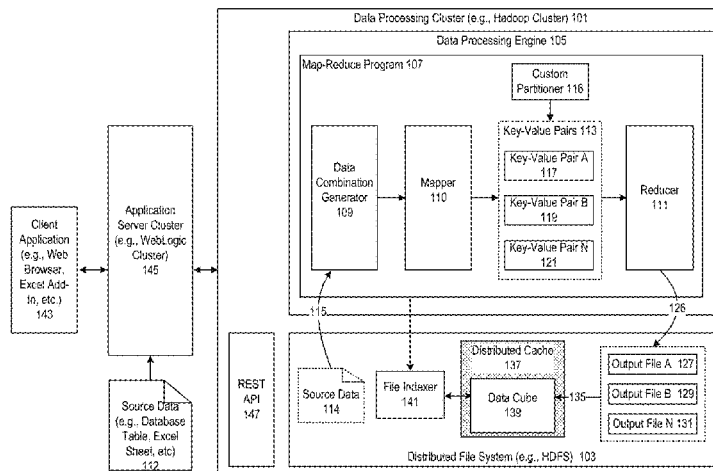 Data Processing Cluster (e.g., Hadoop Cluster) 101
Data Processing Engine 105
Map-Reduce Program 107
Custom
Partitioner 116
Key-Value Pairs 113
Key-Value Pair A
117
Key-Value Pair B
119
Key-Value Pair N
121
Data
Combination
Generator
109
Mapper
110
Reducer
111
Client
Application
(e.g., Web
Browser,
Excel Add-
in, etc.)
143
Application
Server Cluster
(e.g., WebLogic
Cluster)
145
115
126
REST
API
147
Source Data
114
File Indexer
141
Distributed Cache
137
Data Cube
139
135
Output File A 127
Output File B 129
Output File N 131
Source Data
(e.g., Database
Table, Excel
Sheet, etc)
112
Distributed File System (e.g., HDFS) 103